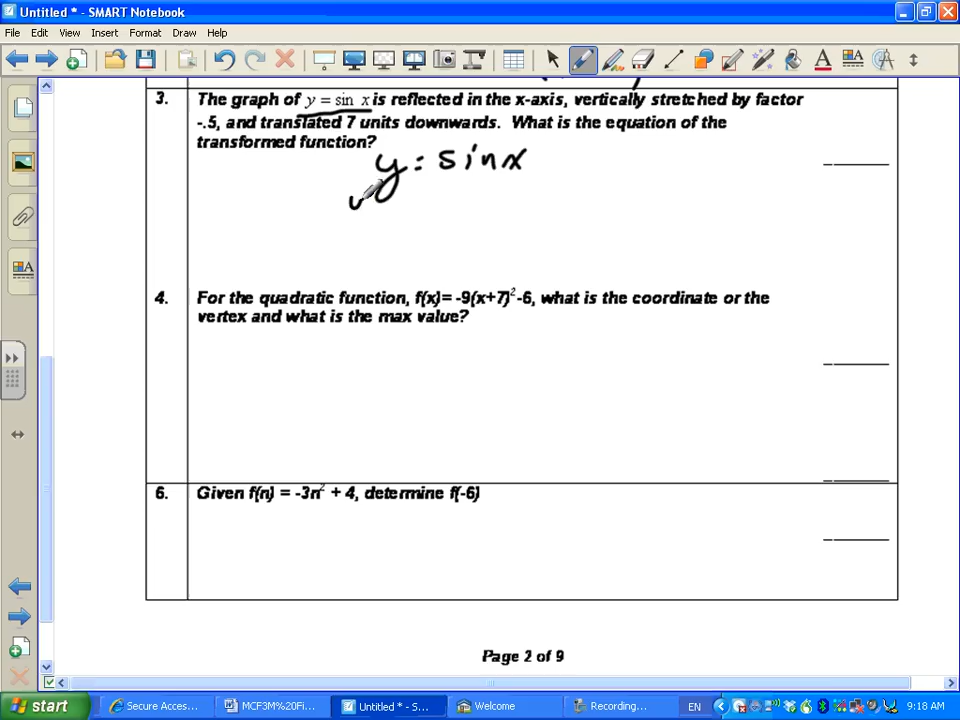 Untitled * - SMART Notebook
File Edit View Insert Format Draw Help
3. The graph of y = sin x is reflected in the x-axis, vertically stretched by factor
-.5, and translated 7 units downwards. What is the equation of the
transformed function?
y = sinx
4. For the quadratic function, f(x)= -9(x+7)²-6, what is the coordinate or the
vertex and what is the max value?
6. Given f(n) = -3n² + 4, determine f(-6)
Page 2 of 9
start Secure Acces... MCF3M%20Fi... Untitled * - S... Welcome Recording... EN 9:18 AM